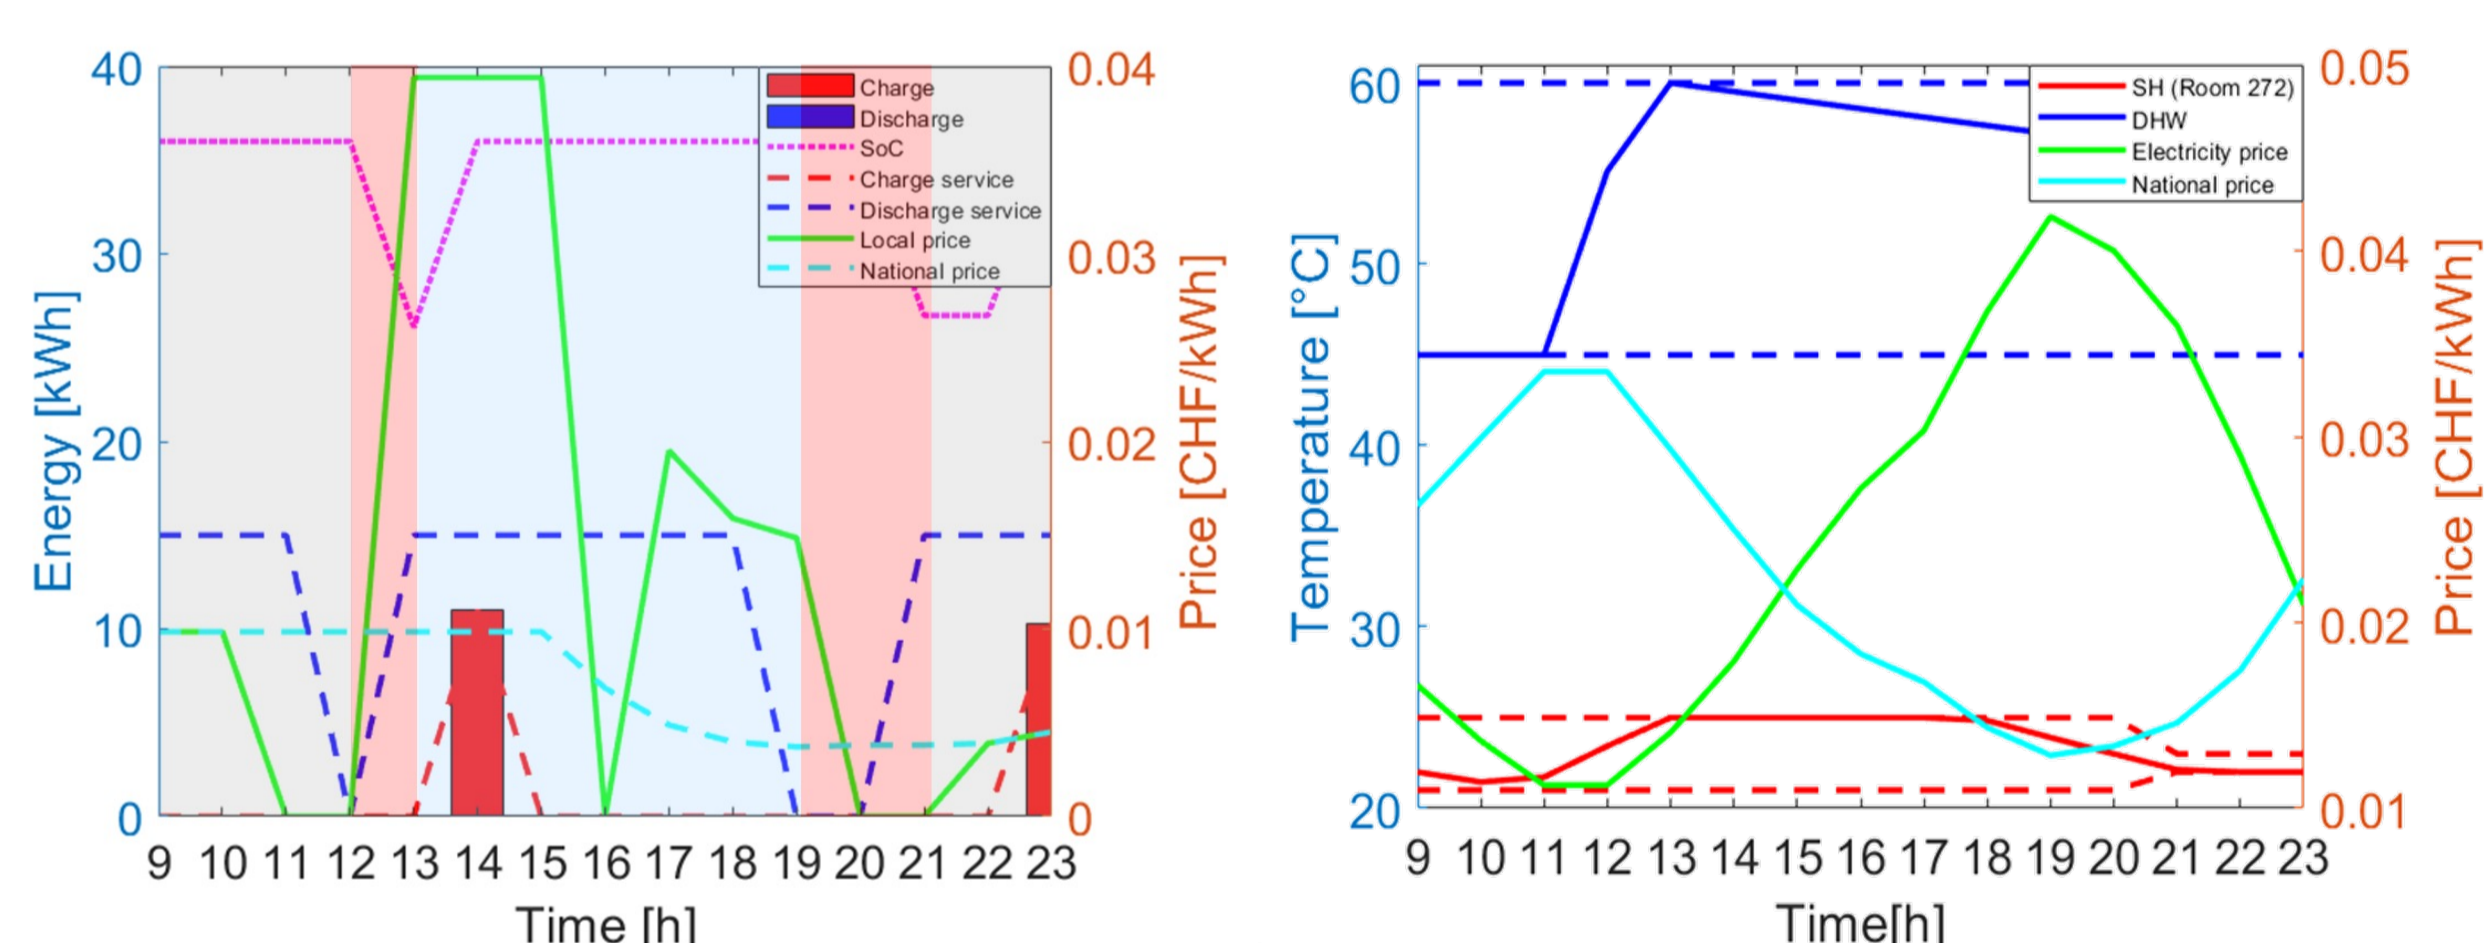 40
30
20
10
0
Energy [kWh]
9 10 11 12 13 14 15 16 17 18 19 20 21 22 23
Time [h]
0.04
0.03
0.02
0.01
0
Price [CHF/kWh]
Charge
Discharge
SoC
Charge service
Discharge service
Local price
National price
60
50
40
30
20
Temperature [°C]
9 10 11 12 13 14 15 16 17 18 19 20 21 22 23
Time[h]
0.05
0.04
0.03
0.02
0.01
Price [CHF/kWh]
SH (Room 272)
DHW
Electricity price
National price